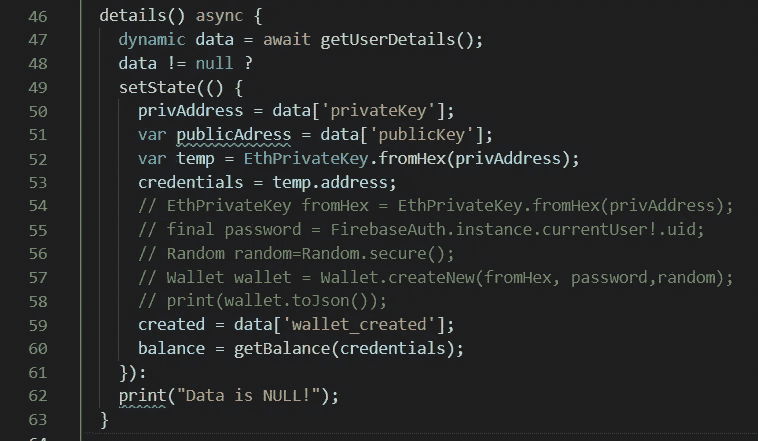 46 details() async {
47 dynamic data = await getUserDetails();
48 data != null ?
49 setState(() {
50 privAddress = data['privateKey'];
51 var publicAdress = data['publicKey'];
52 var temp = EthPrivateKey.fromHex(privAddress);
53 credentials = temp.address;
54 // EthPrivateKey fromHex = EthPrivateKey.fromHex(privAddress);
55 // final password = FirebaseAuth.instance.currentUser!.uid;
56 // Random random=Random.secure();
57 // Wallet wallet = Wallet.createNew(fromHex, password,random);
58 // print(wallet.toJson());
59 created = data['wallet_created'];
60 balance = getBalance(credentials);
61 }):
62 print("Data is NULL!");
63 }
64